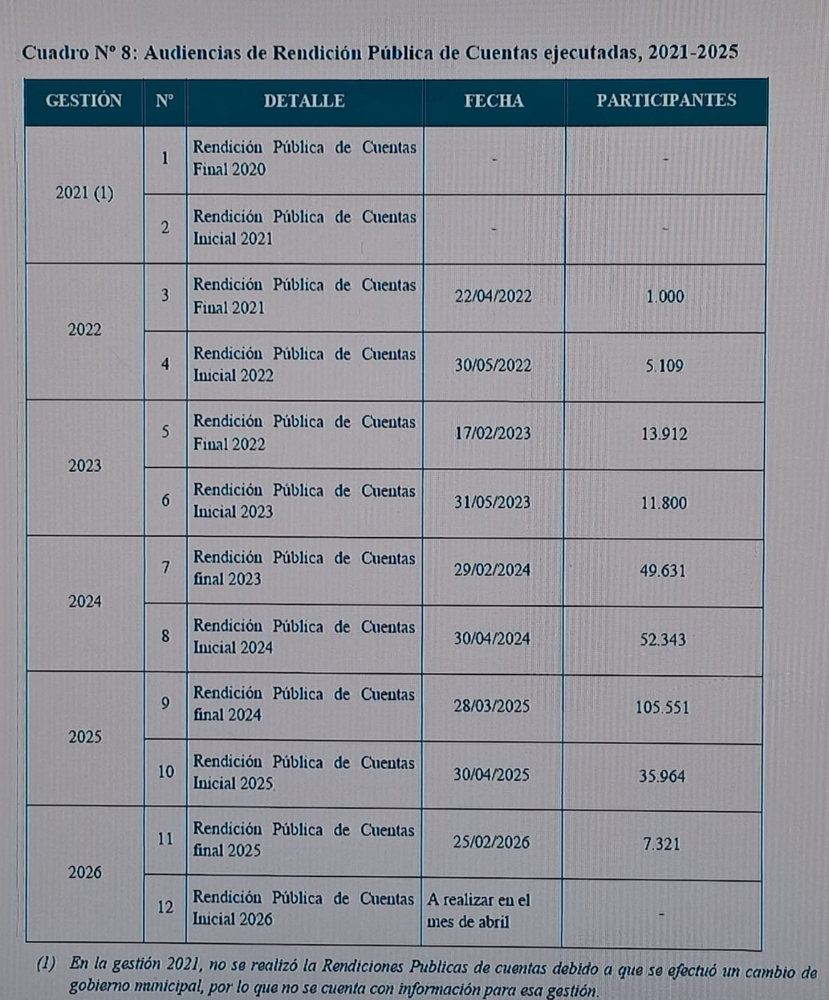 Cuadro Nº 8: Audiencias de Rendición Pública de Cuentas ejecutadas, 2021-2025
GESTIÓN Nº DETALLE FECHA PARTICIPANTES
2021 (1)
1 Rendición Pública de Cuentas
Final 2020 - -
2 Rendición Pública de Cuentas
Inicial 2021 - -
2022
3 Rendición Pública de Cuentas
Final 2021 22/04/2022 1.000
4 Rendición Pública de Cuentas
Inicial 2022 30/05/2022 5.109
2023
5 Rendición Pública de Cuentas
Final 2022 17/02/2023 13.912
6 Rendición Pública de Cuentas
Inicial 2023 31/05/2023 11.800
2024
7 Rendición Pública de Cuentas
final 2023 29/02/2024 49.631
8 Rendición Pública de Cuentas
Inicial 2024 30/04/2024 52.343
2025
9 Rendición Pública de Cuentas
final 2024 28/03/2025 105.551
10 Rendición Pública de Cuentas
Inicial 2025. 30/04/2025 35.964
2026
11 Rendición Pública de Cuentas
final 2025 25/02/2026 7.321
12 Rendición Pública de Cuentas A realizar en el
Inicial 2026 mes de abril -
(1) En la gestión 2021, no se realizó la Rendiciones Publicas de cuentas debido a que se efectuó un cambio de
gobierno municipal, por lo que no se cuenta con información para esa gestión.